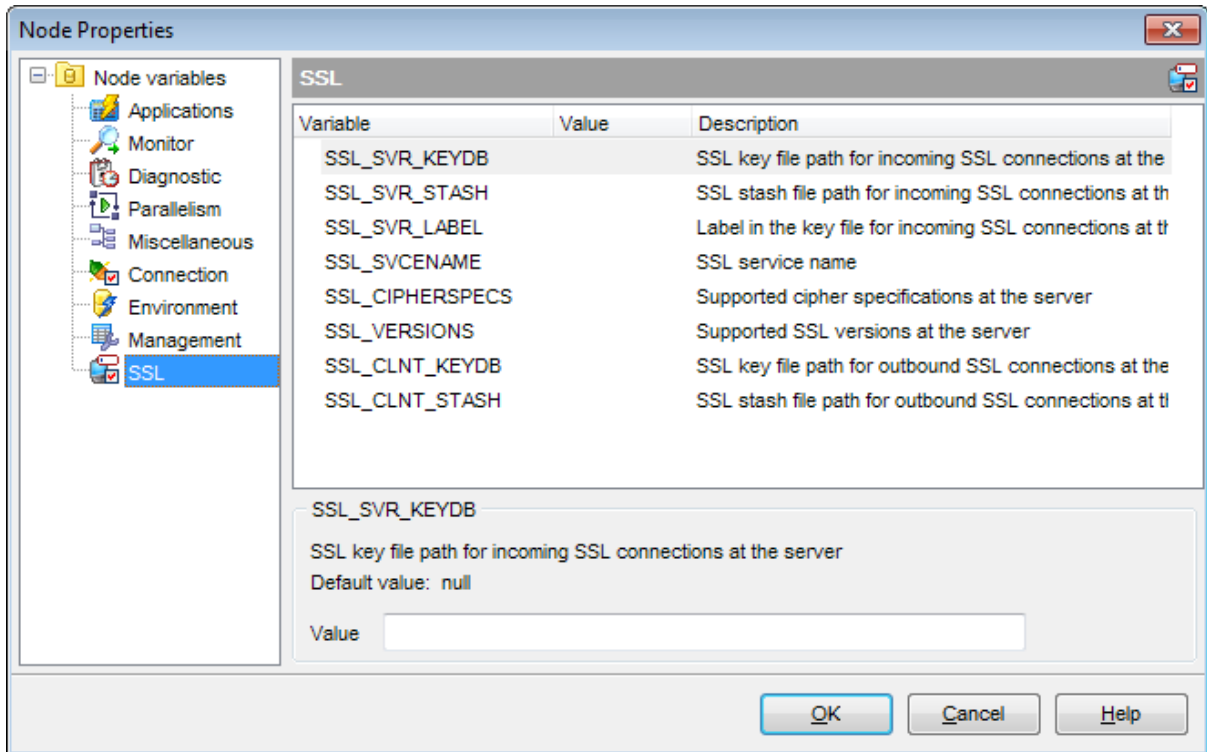 Node Properties
Node variables
Applications
Monitor
Diagnostic
Parallelism
Miscellaneous
Connection
Environment
Management
SSL
SSL
Variable Value Description
SSL_SVR_KEYDB SSL key file path for incoming SSL connections at the
SSL_SVR_STASH SSL stash file path for incoming SSL connections at th
SSL_SVR_LABEL Label in the key file for incoming SSL connections at th
SSL_SVCENAME SSL service name
SSL_CIPHERSPECS Supported cipher specifications at the server
SSL_VERSIONS Supported SSL versions at the server
SSL_CLNT_KEYDB SSL key file path for outbound SSL connections at the
SSL_CLNT_STASH SSL stash file path for outbound SSL connections at th
SSL_SVR_KEYDB
SSL key file path for incoming SSL connections at the server
Default value: null
Value
OK Cancel Help